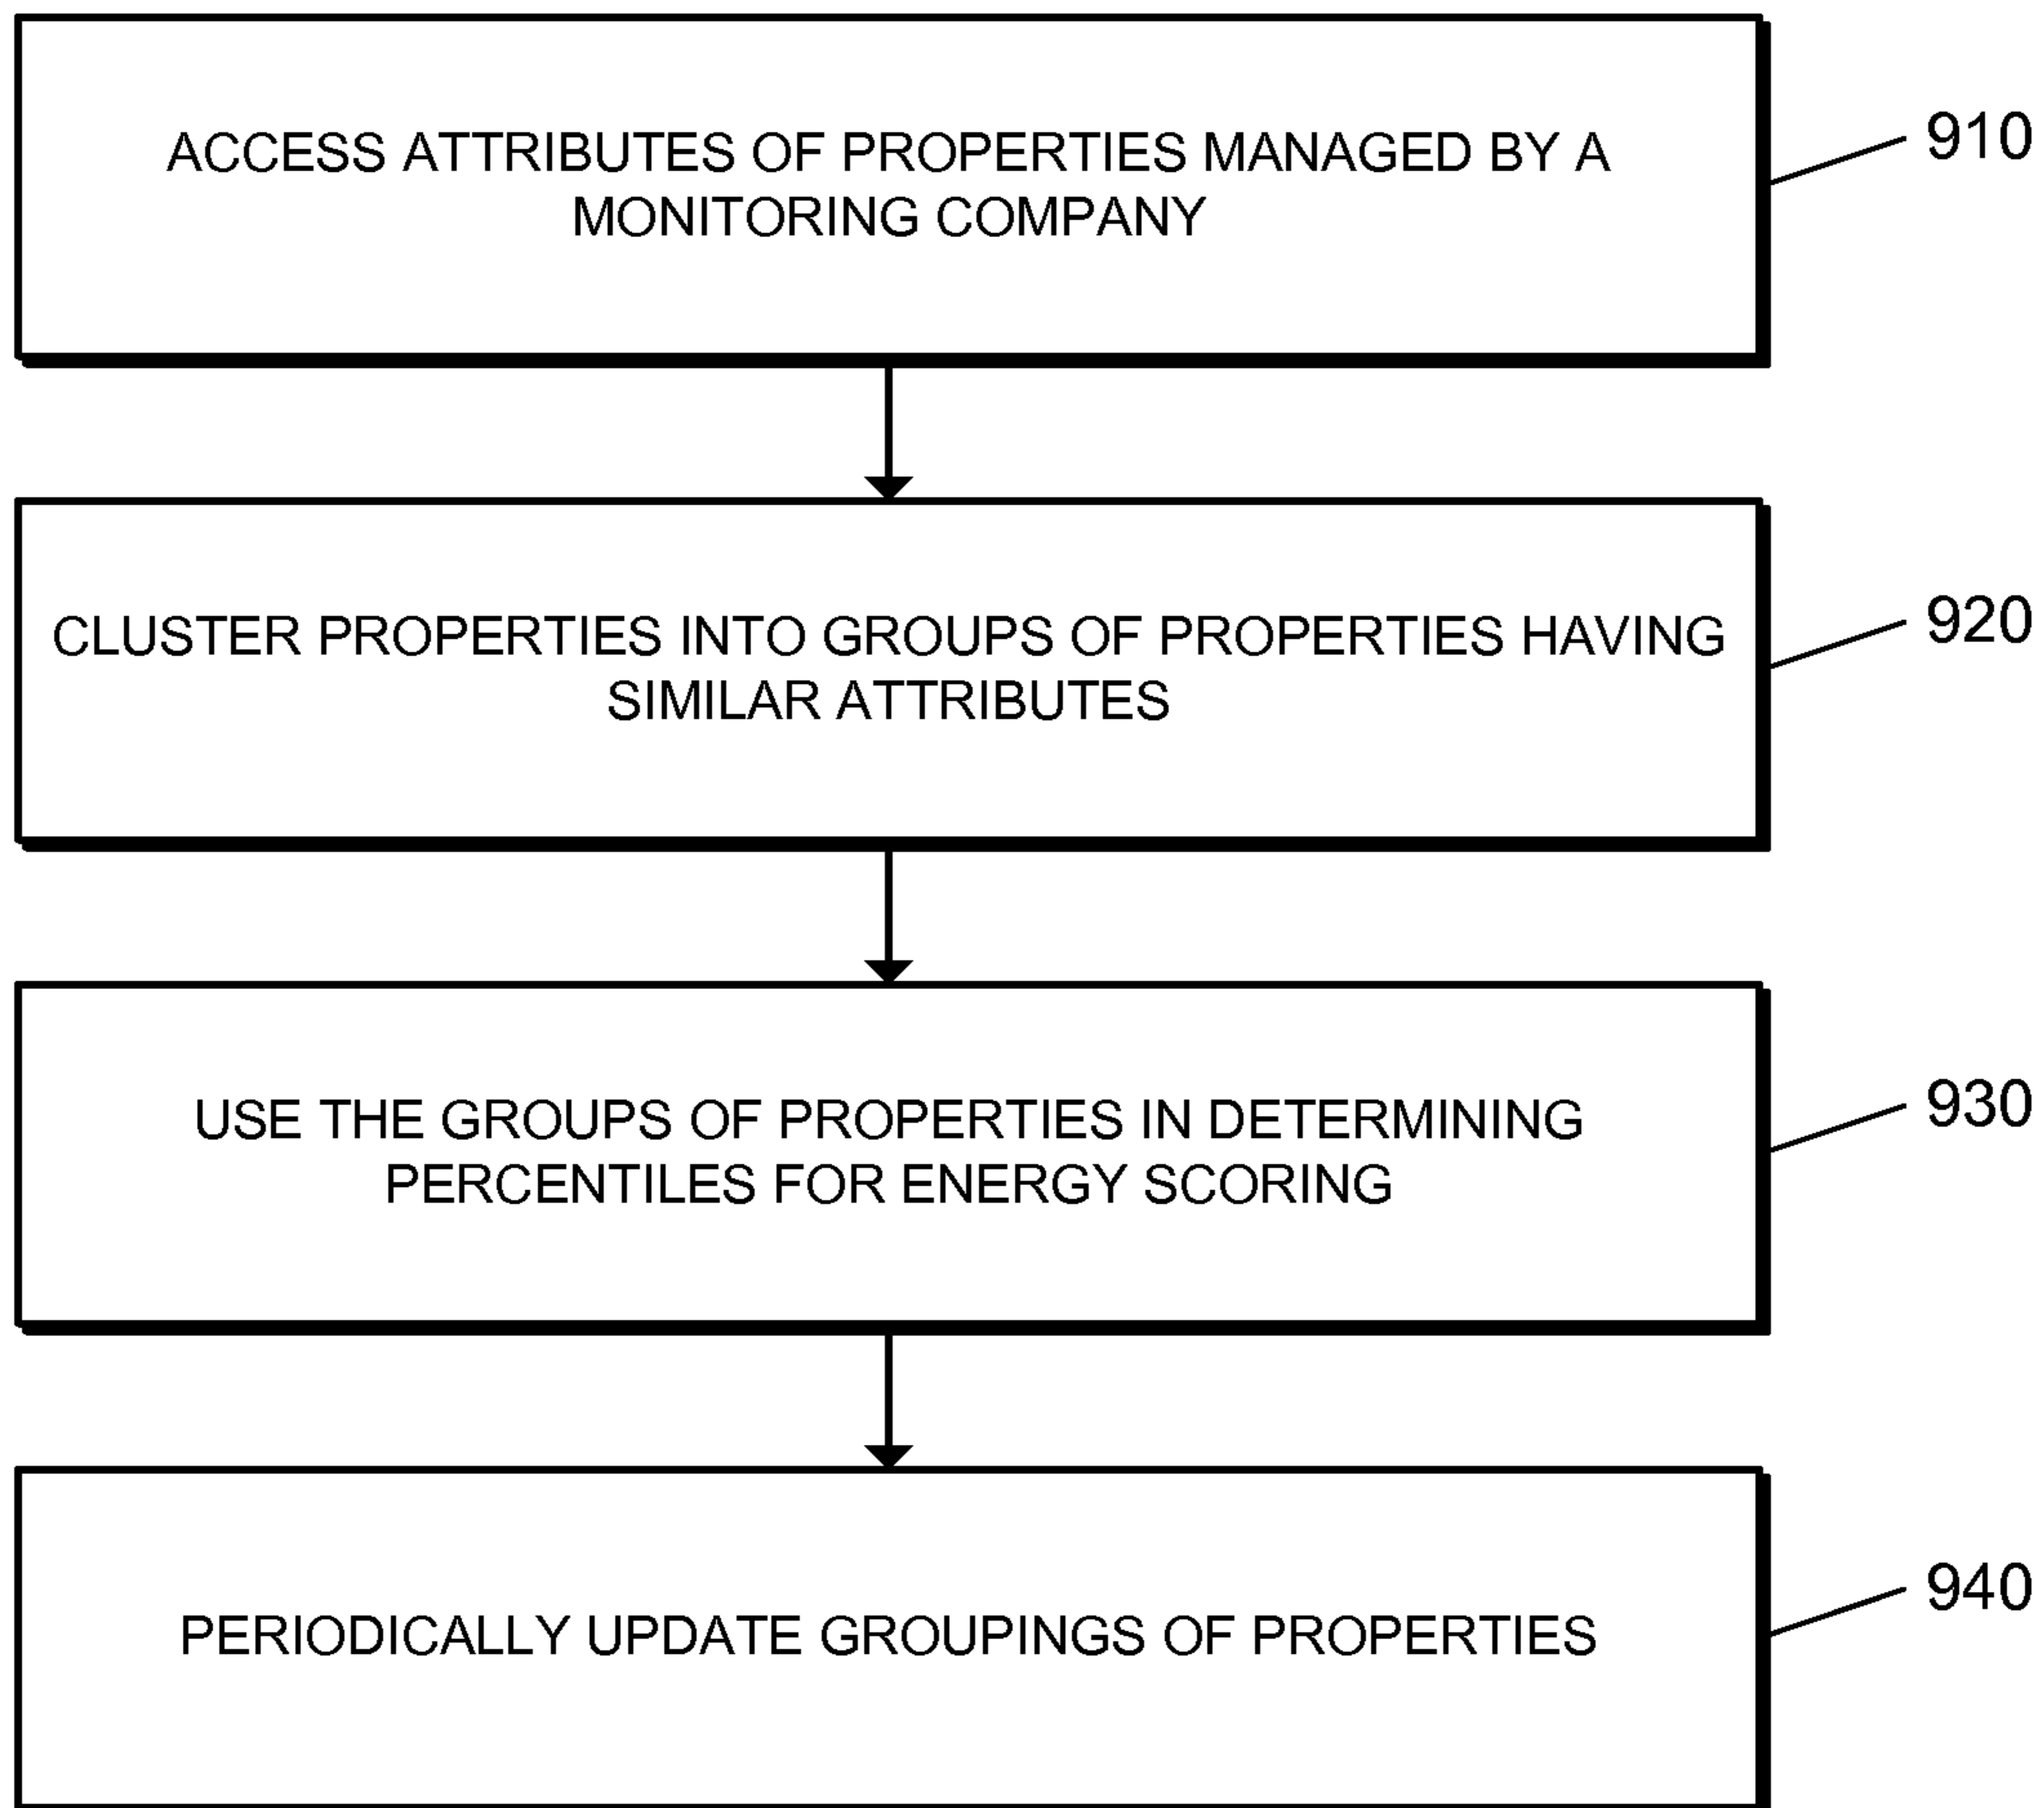 ACCESS ATTRIBUTES OF PROPERTIES MANAGED BY A
MONITORING COMPANY
910
CLUSTER PROPERTIES INTO GROUPS OF PROPERTIES HAVING
SIMILAR ATTRIBUTES
920
USE THE GROUPS OF PROPERTIES IN DETERMINING
PERCENTILES FOR ENERGY SCORING
930
PERIODICALLY UPDATE GROUPINGS OF PROPERTIES
940